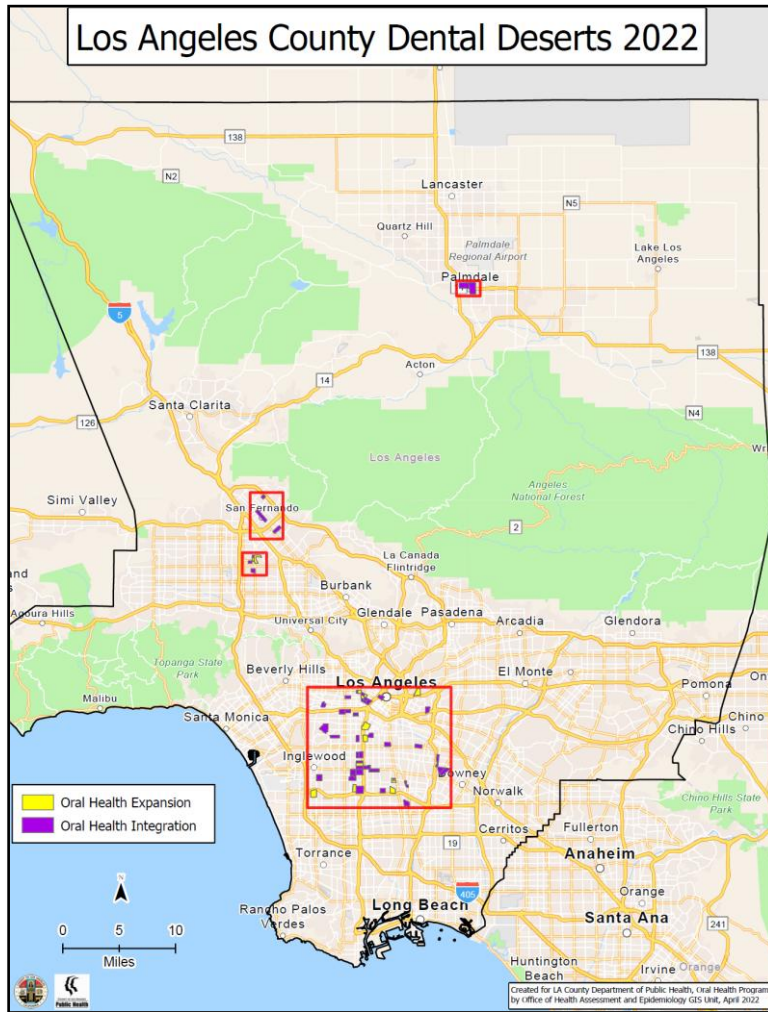 Los Angeles County Dental Deserts 2022
138
N2
Lancaster
N5
Quartz Hill
Palmdale
Regional Airport
Lake Los
Angeles
Palmdale
5
138
Acton
14
Santa Clarita
N4
126
Los Angeles
San Fernando
Simi Valley
Angeles
National Forest
2
La Canada
Flintridge
Burbank
Agoura Hills
Glendale
Pasadena
Arcadia
Glendora
Universal City
Topanga State
Park
Beverly Hills
El Monte
Los Angeles
Pomona
Malibu
Santa Monica
Chino
Chino Hills
Inglewood
Norwalk
Oral Health Expansion
Oral Health Integration
Chino Hills State
Park
19
Cerritos
Fullerton
Torrance
Anaheim
405
Long Beach
Orange
Rancho Palos
Verdes
241
Santa Ana
N
0 5 10
Miles
Huntington
Beach
Irvine
Orange
Public Health
Created for LA County Department of Public Health, Oral Health Program
by Office of Health Assessment and Epidemiology GIS Unit, April 2022